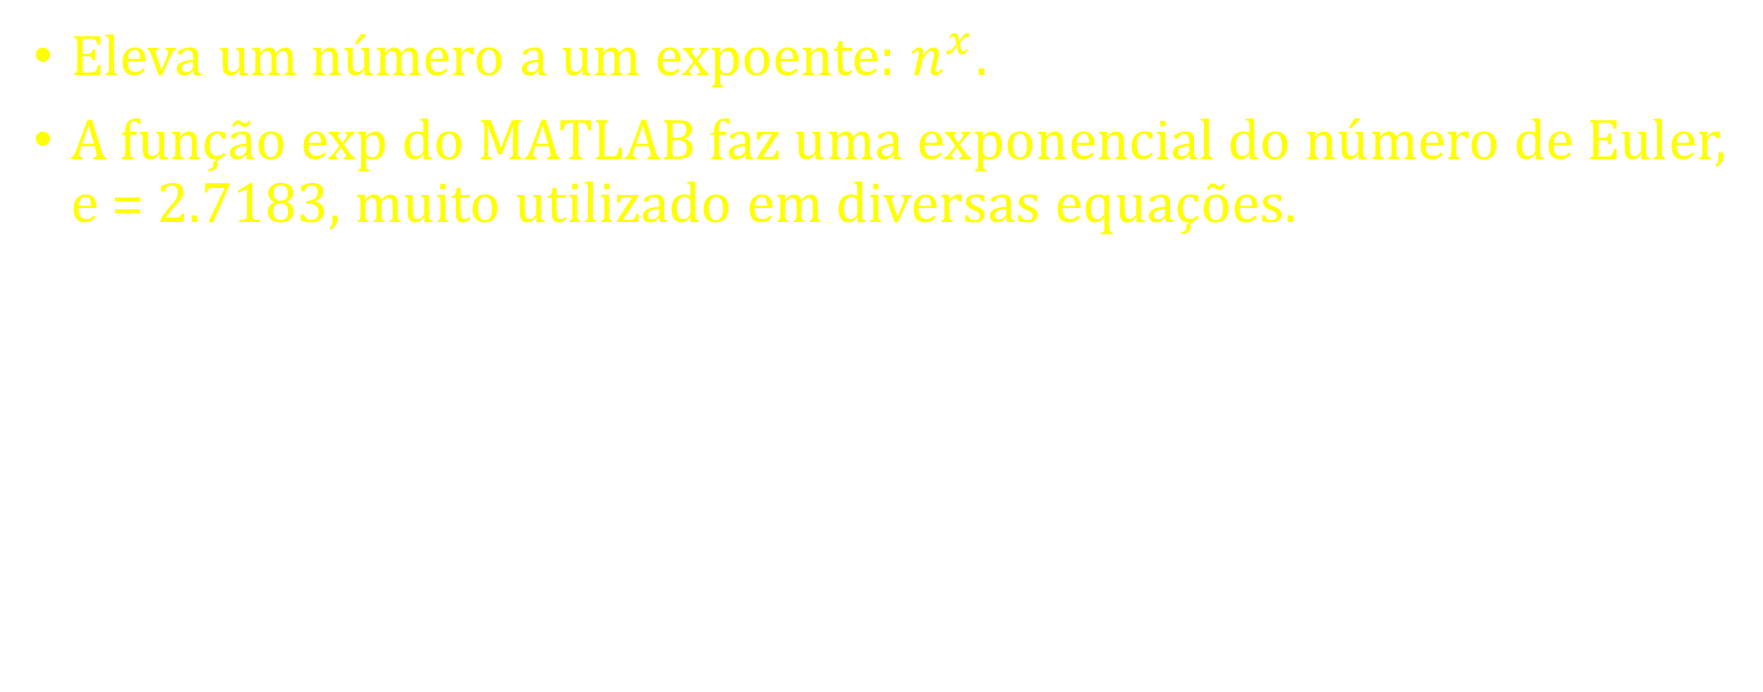 • Eleva um número a um expoente: 𝑛ˣ.
• A função exp do MATLAB faz uma exponencial do número de Euler,
e = 2.7183, muito utilizado em diversas equações.